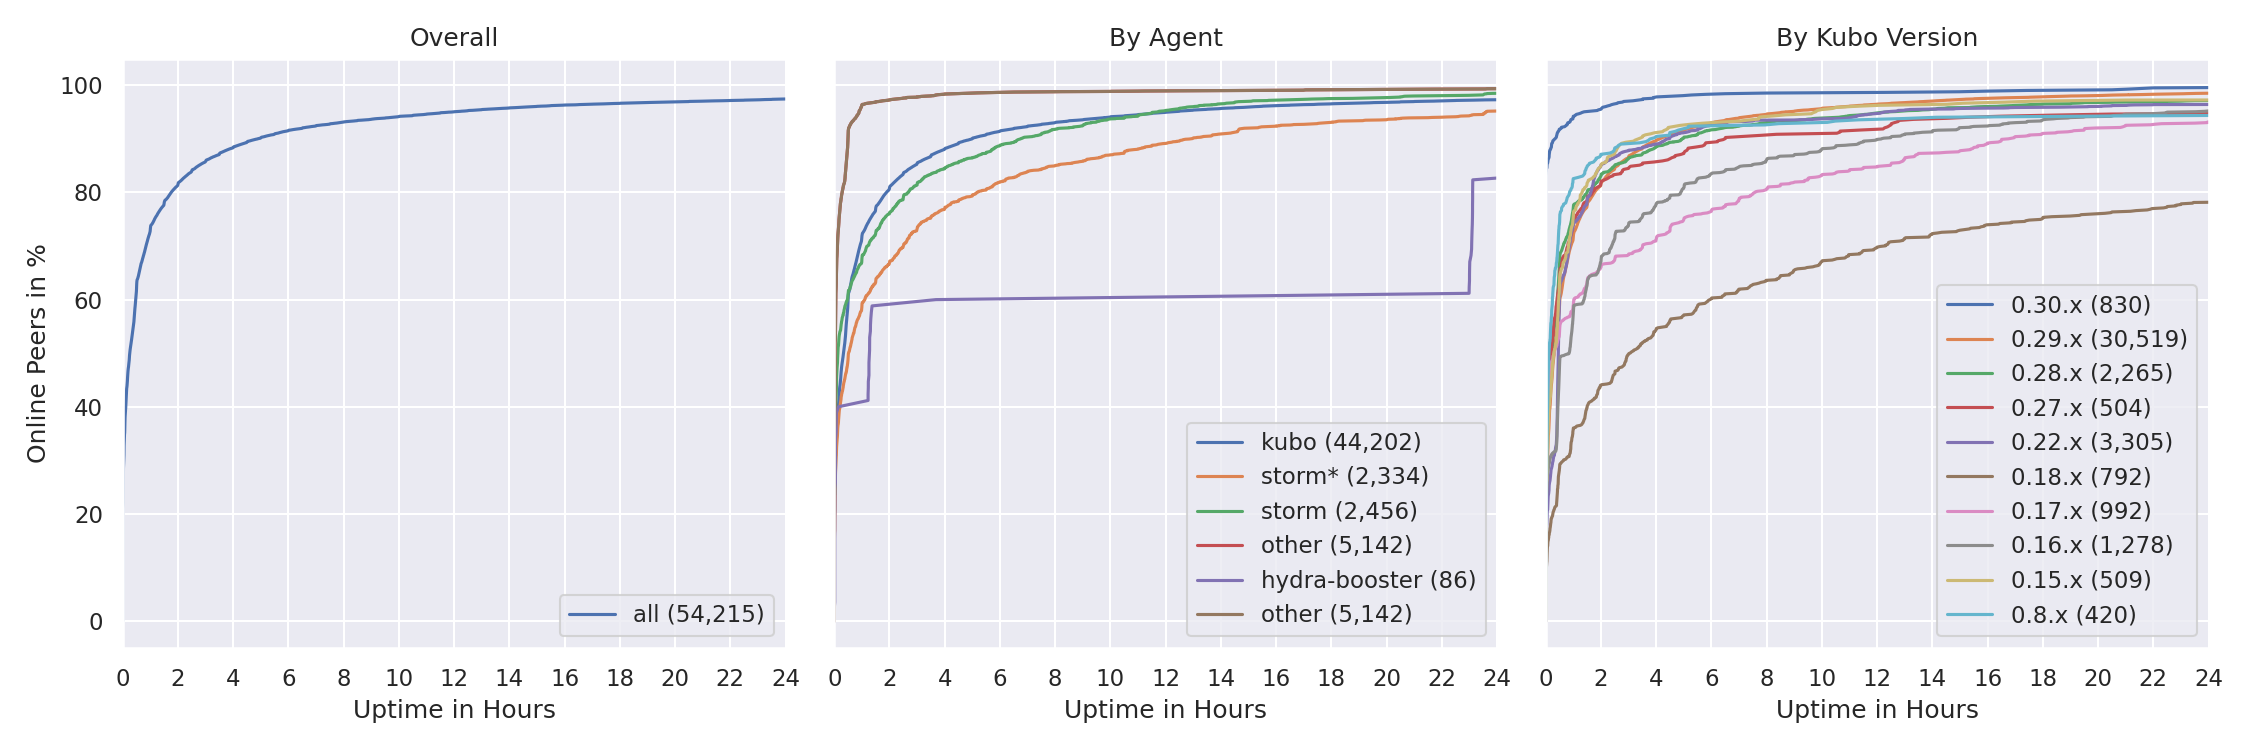 Overall
By Agent
By Kubo Version
Online Peers in %
100
80
60
40
20
0
all (54,215)
kubo (44,202)
storm* (2,334)
storm (2,456)
other (5,142)
hydra-booster (86)
other (5,142)
0.30.x (830)
0.29.x (30,519)
0.28.x (2,265)
0.27.x (504)
0.22.x (3,305)
0.18.x (792)
0.17.x (992)
0.16.x (1,278)
0.15.x (509)
0.8.x (420)
0 2 4 6 8 10 12 14 16 18 20 22 24
0 2 4 6 8 10 12 14 16 18 20 22 24
0 2 4 6 8 10 12 14 16 18 20 22 24
Uptime in Hours
Uptime in Hours
Uptime in Hours